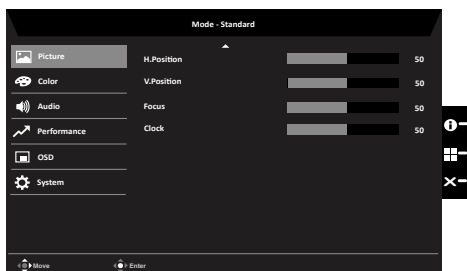 Mode - Standard
Picture
H.Position 50
Color
V.Position 50
Audio
Focus 50
Performance
Clock 50
OSD
System
Move Enter